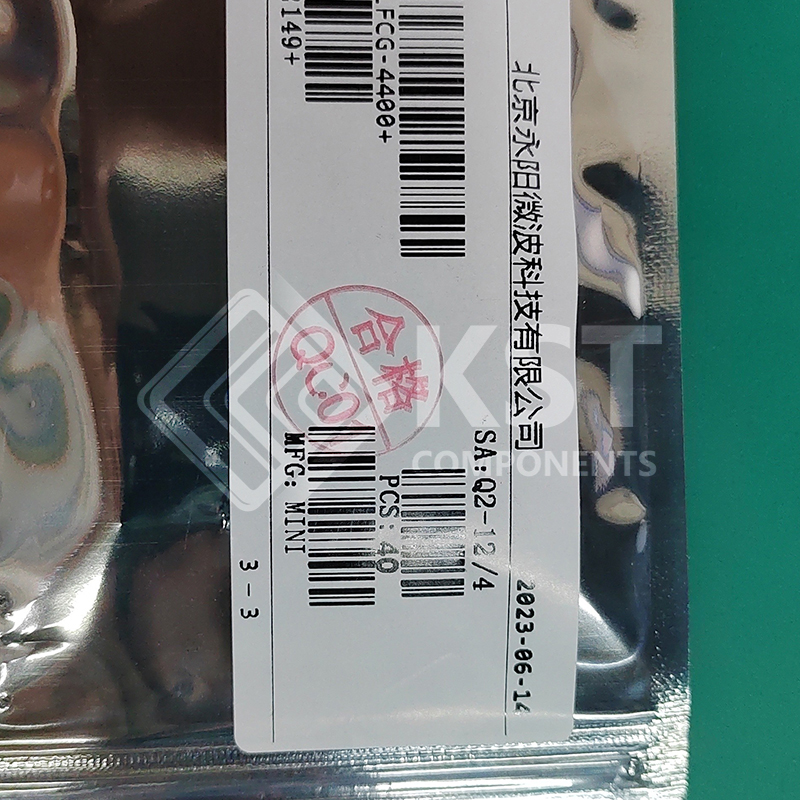 北京永阳微波科技有限公司 2023-06-14
SA:Q2-12/4
FCG-4400+
PCS:40
149+
MFG: MINI
3-3
合格
QC01
KST
COMPONENTS